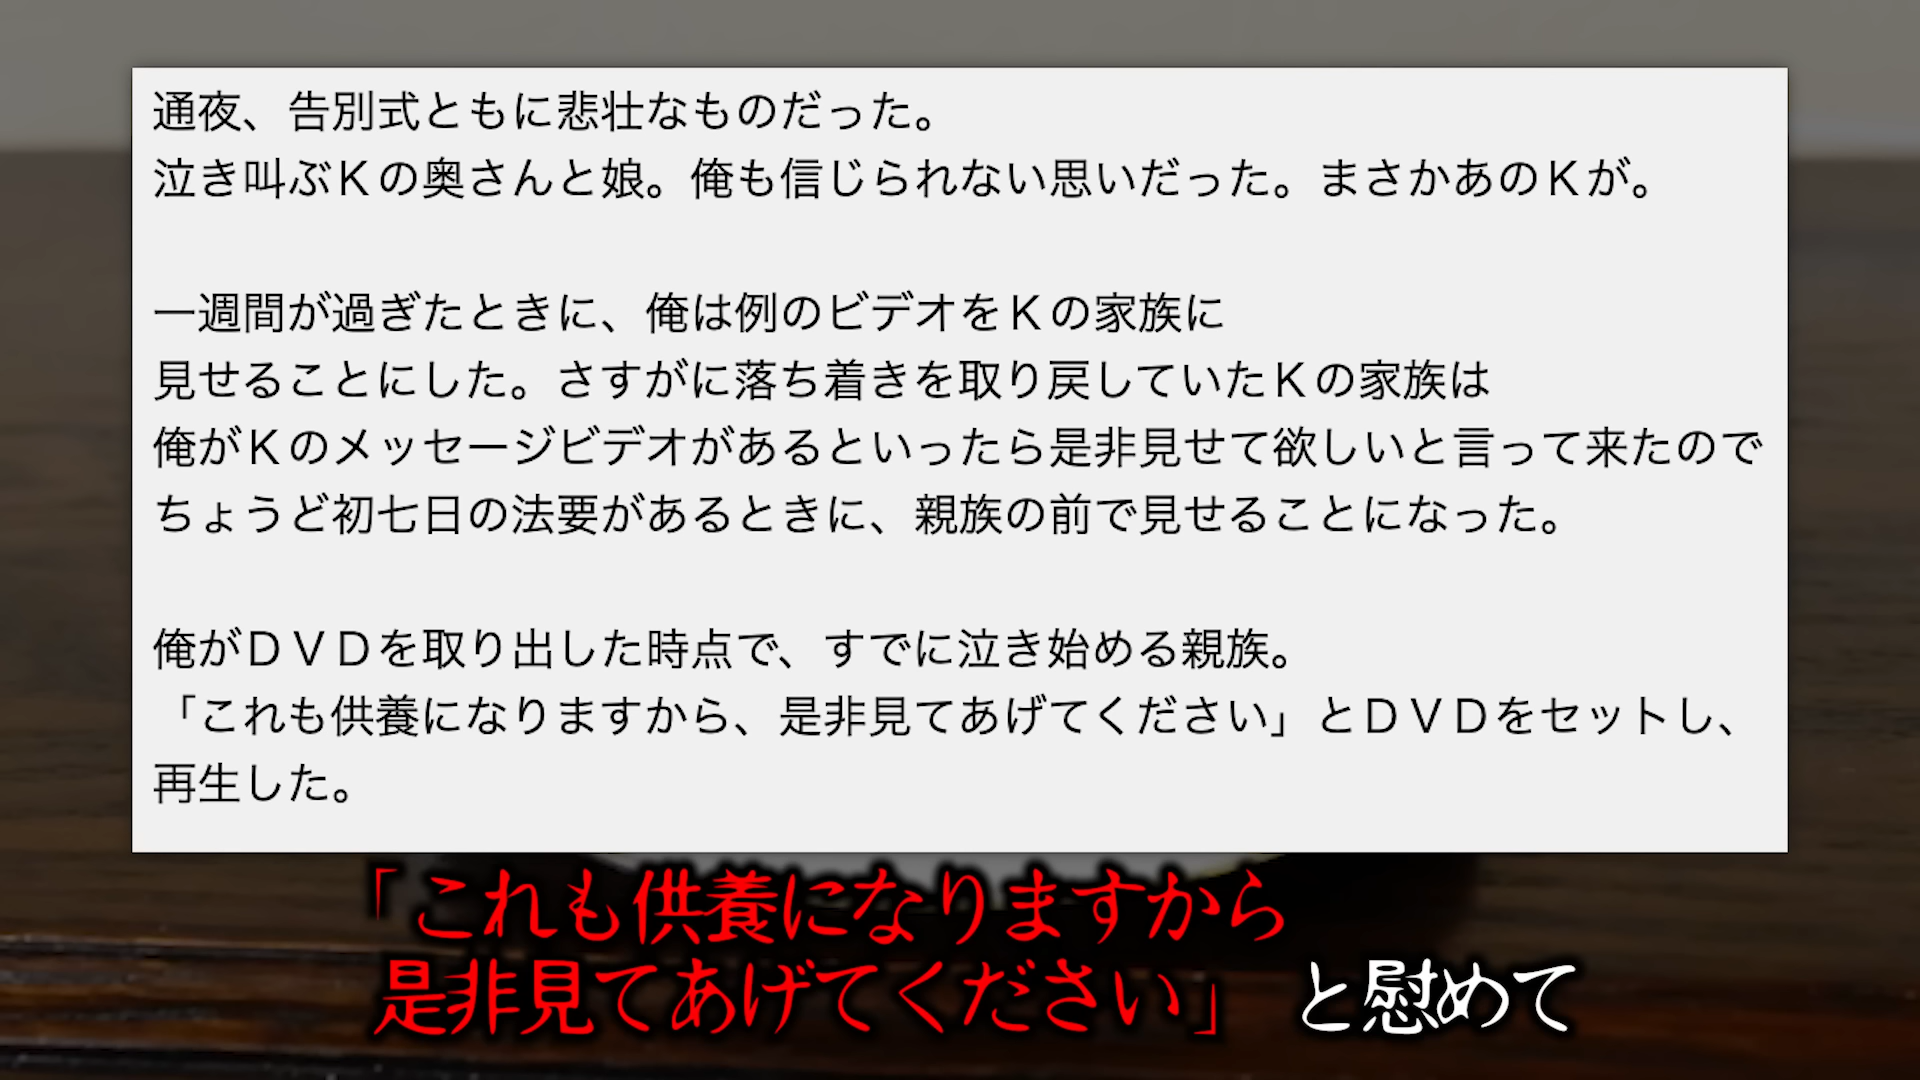 通夜、告別式ともに悲壮なものだった。
泣き叫ぶＫの奥さんと娘。俺も信じられない思いだった。まさかあのＫが。
一週間が過ぎたときに、俺は例のビデオをＫの家族に
見せることにした。さすがに落ち着きを取り戻していたＫの家族は
俺がＫのメッセージビデオがあるといったら是非見せて欲しいと言って来たので
ちょうど初七日の法要があるときに、親族の前で見せることになった。
俺がＤＶＤを取り出した時点で、すでに泣き始める親族。
「これも供養になりますから、是非見てあげてください」とＤＶＤをセットし、
再生した。
「これも供養になりますから
是非見てあげてください」と慰めて